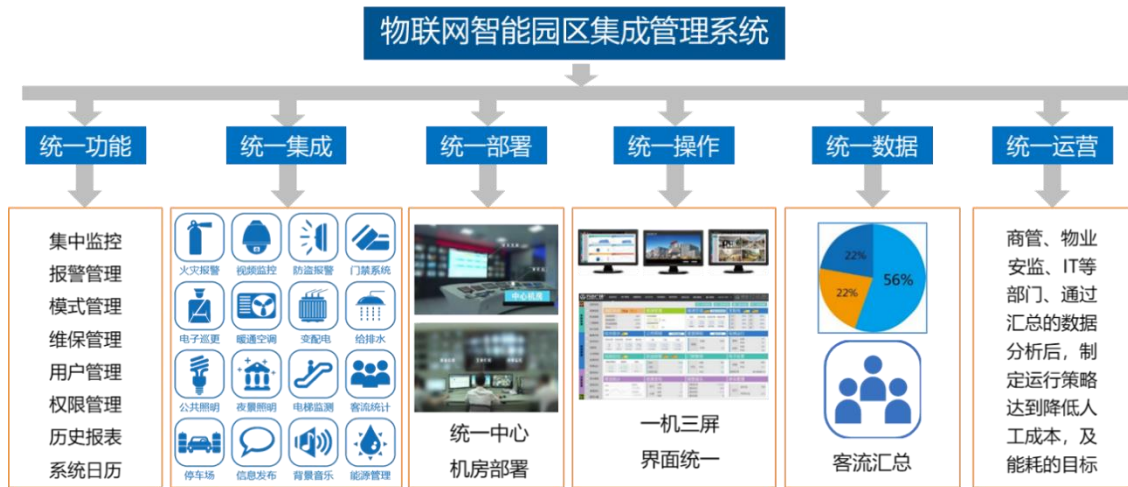 物联网智能园区集成管理系统
统一功能
统一集成
统一部署
统一操作
统一数据
统一运营
集中监控
报警管理
模式管理
维保管理
用户管理
权限管理
历史报表
系统日历
火灾报警
视频监控
防盗报警
门禁系统
电子巡更
暖通空调
变配电
给排水
公共照明
夜景照明
电梯监测
客流统计
停车场
信息发布
背景音乐
能源管理
中心机房
统一中心
机房部署
一机三屏
界面统一
22%
56%
22%
客流汇总
商管、物业
安监、IT等
部门、通过
汇总的数据
分析后，制
定运行策略
达到降低人
工成本，及
能耗的目标